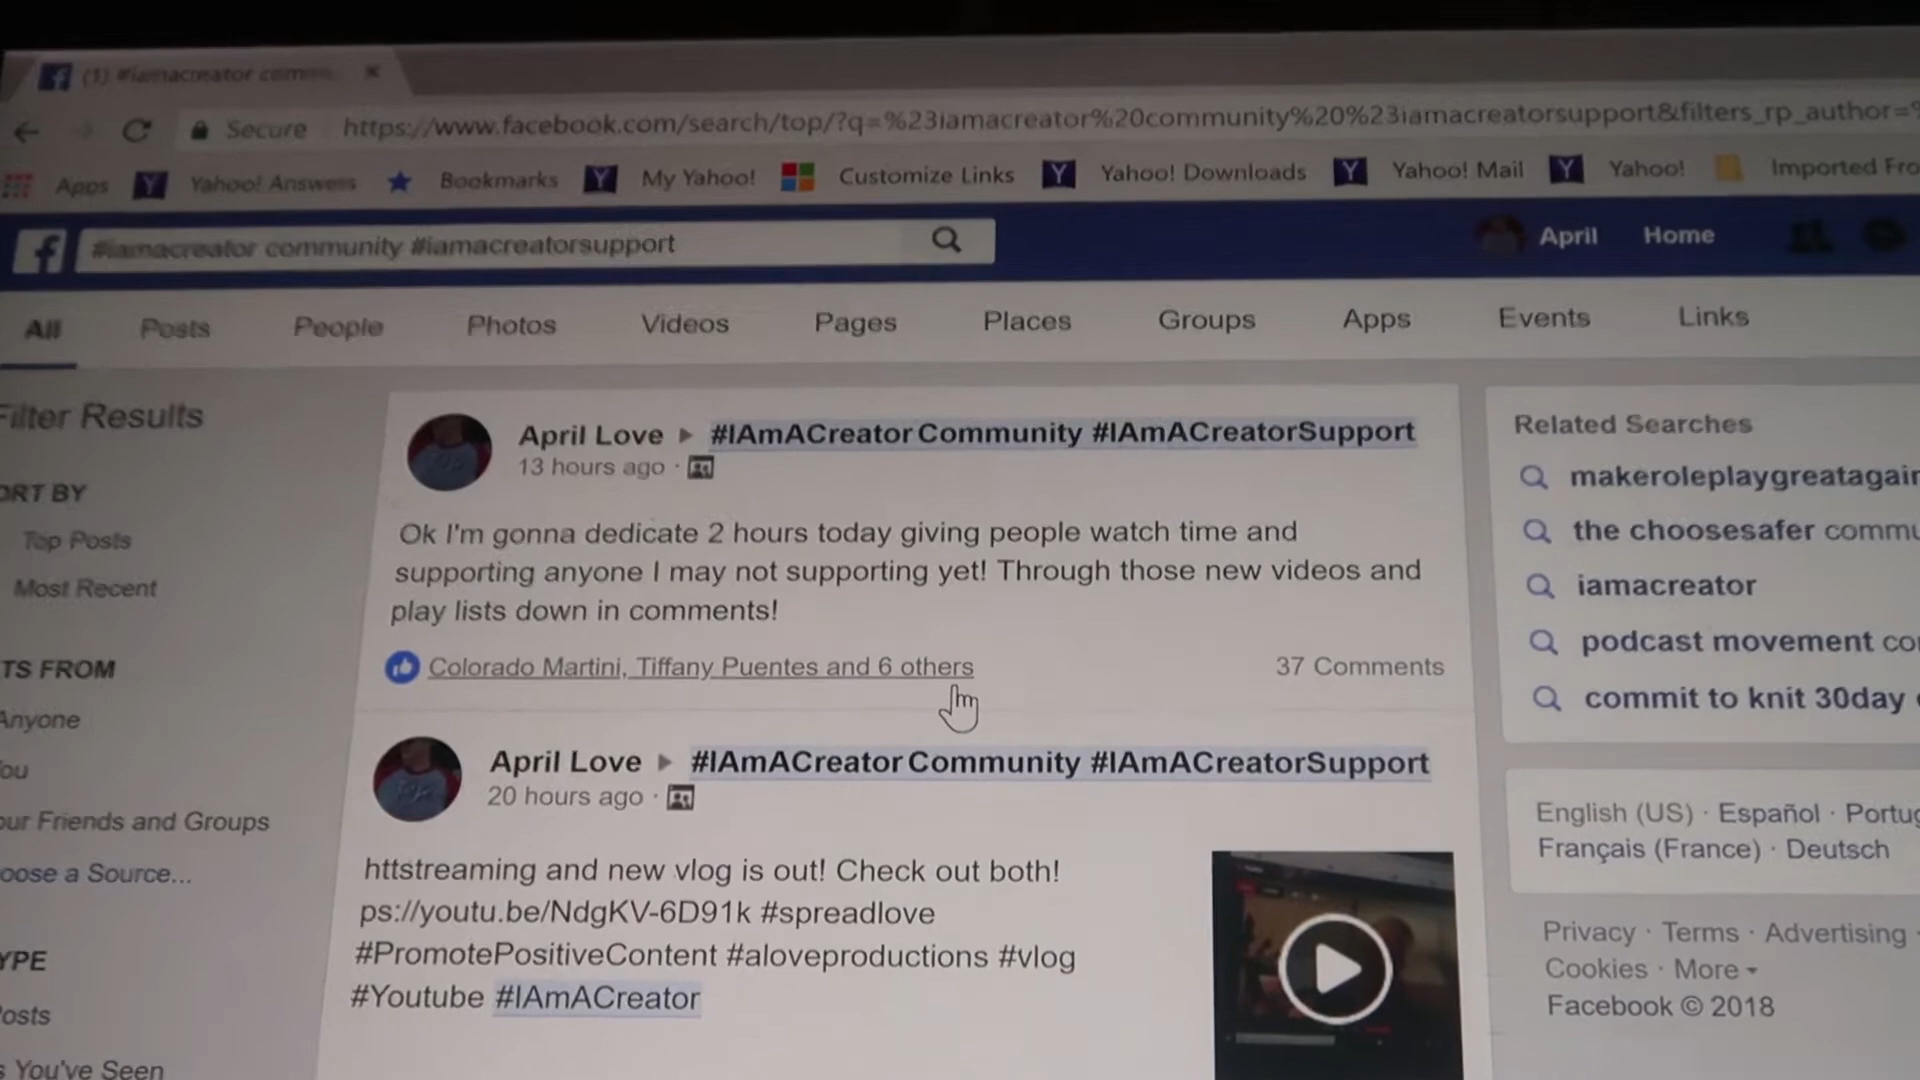 (1) #iamacreator comm
Secure https://www.facebook.com/search/top/?q=%23iamacreator%20community%20%23iamacreatorsupport&filters_rp_author=%
Apps Yahoo! Answers Bookmarks My Yahoo! Customize Links Yahoo! Downloads Yahoo! Mail Yahoo! Imported Fro
#iamacreator community #iamacreatorsupport April Home
All Posts People Photos Videos Pages Places Groups Apps Events Links
Filter Results
ORT BY
Top Posts
Most Recent
TS FROM
Anyone
ou
our Friends and Groups
oose a Source...
YPE
osts
s You've Seen
April Love ▸ #IAmACreator Community #IAmACreatorSupport
13 hours ago ·
Ok I'm gonna dedicate 2 hours today giving people watch time and
supporting anyone I may not supporting yet! Through those new videos and
play lists down in comments!
Colorado Martini, Tiffany Puentes and 6 others 37 Comments
April Love ▸ #IAmACreator Community #IAmACreatorSupport
20 hours ago ·
httstreaming and new vlog is out! Check out both!
ps://youtu.be/NdgKV-6D91k #spreadlove
#PromotePositiveContent #aloveproductions #vlog
#Youtube #IAmACreator
Related Searches
makeroleplaygreatagain
the choosesafer commu
iamacreator
podcast movement co
commit to knit 30day
English (US) · Español · Portug
Français (France) · Deutsch
Privacy · Terms · Advertising ·
Cookies · More
Facebook © 2018